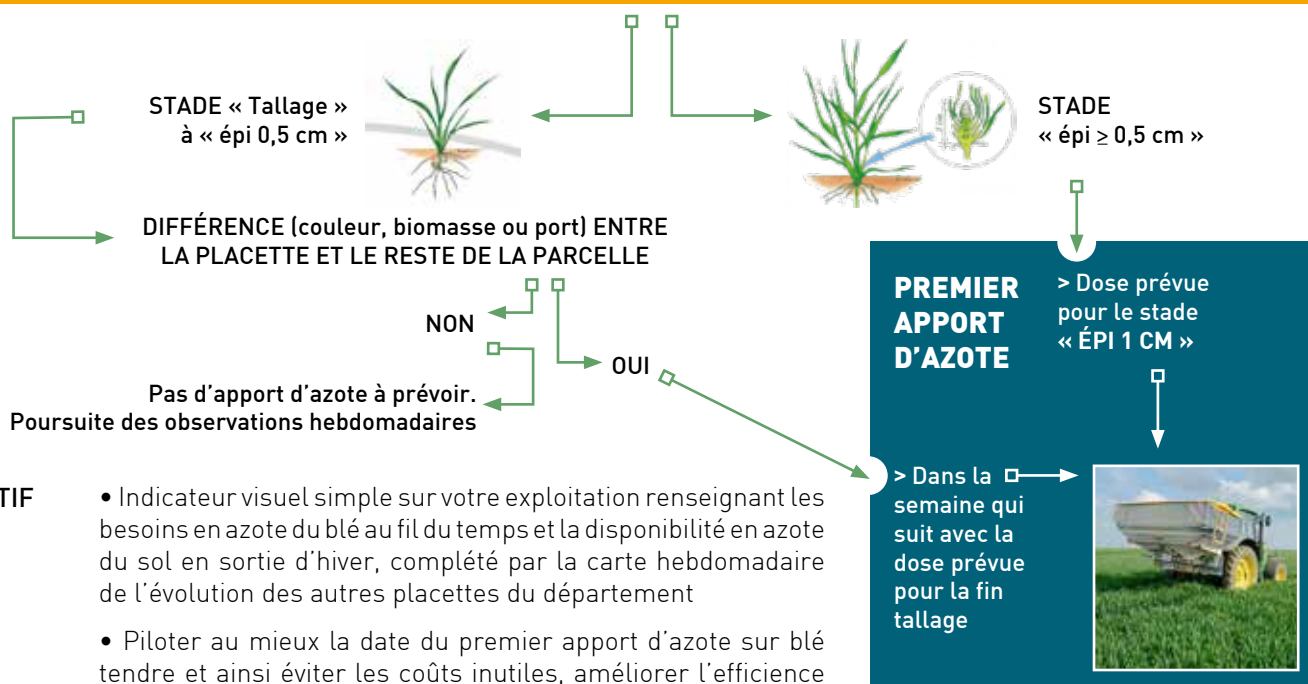 STADE « Tallage »
à « épi 0,5 cm »
STADE
« épi ≥ 0,5 cm »
DIFFÉRENCE (couleur, biomasse ou port) ENTRE
LA PLACETTE ET LE RESTE DE LA PARCELLE
NON
OUI
Pas d’apport d’azote à prévoir.
Poursuite des observations hebdomadaires
PREMIER
APPORT
D’AZOTE
> Dose prévue
pour le stade
« ÉPI 1 CM »
> Dans la
semaine qui
suit avec la
dose prévue
pour la fin
tallage
TIF
• Indicateur visuel simple sur votre exploitation renseignant les
besoins en azote du blé au fil du temps et la disponibilité en azote
du sol en sortie d’hiver, complété par la carte hebdomadaire
de l’évolution des autres placettes du département
• Piloter au mieux la date du premier apport d’azote sur blé
tendre et ainsi éviter les coûts inutiles, améliorer l’efficience